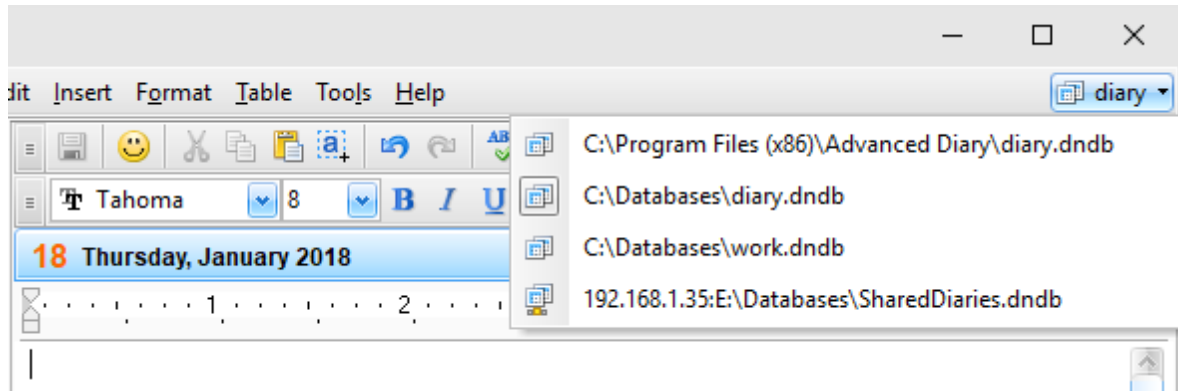 dit Insert Format Table Tools Help diary
C:\Program Files (x86)\Advanced Diary\diary.dndb
C:\Databases\diary.dndb
C:\Databases\work.dndb
192.168.1.35:E:\Databases\SharedDiaries.dndb
a
AB
Tahoma 8 B I U
18 Thursday, January 2018
1 2